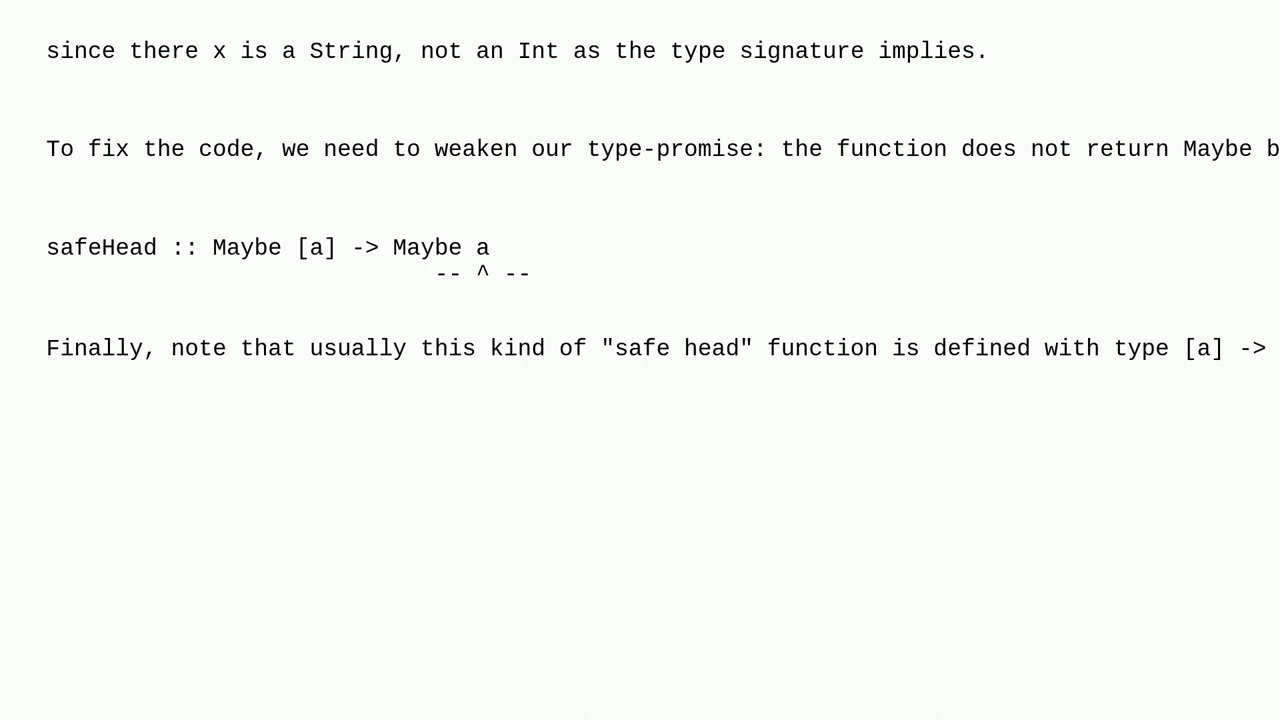 since there x is a String, not an Int as the type signature implies.
To fix the code, we need to weaken our type-promise: the function does not return Maybe b
safeHead :: Maybe [a] -> Maybe a
-- ^ --
Finally, note that usually this kind of "safe head" function is defined with type [a] ->